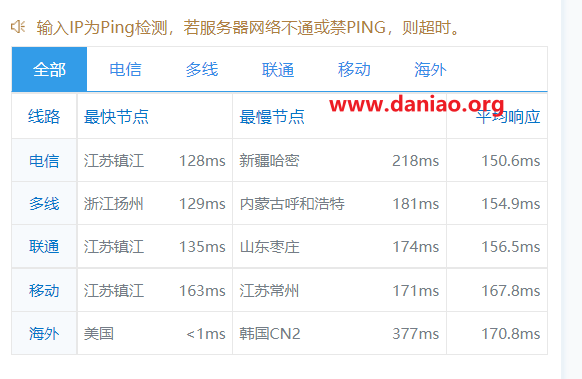 输入IP为Ping检测，若服务器网络不通或禁PING，则超时。
全部 电信 多线 联通 移动 海外
www.daniao.org
线路 最快节点 最慢节点 平均响应
电信 江苏镇江 128ms 新疆哈密 218ms 150.6ms
多线 浙江扬州 129ms 内蒙古呼和浩特 181ms 154.9ms
联通 江苏镇江 135ms 山东枣庄 174ms 156.5ms
移动 江苏镇江 163ms 江苏常州 171ms 167.8ms
海外 美国 <1ms 韩国CN2 377ms 170.8ms